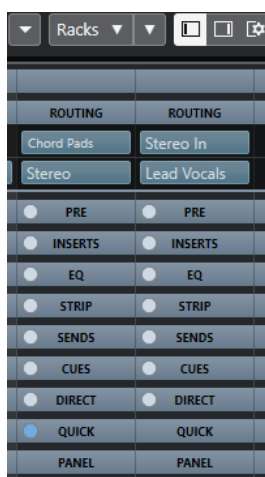 Racks
ROUTING ROUTING
Chord Pads Stereo In
Stereo Lead Vocals
PRE PRE
INSERTS INSERTS
EQ EQ
STRIP STRIP
SENDS SENDS
CUES CUES
DIRECT DIRECT
QUICK QUICK
PANEL PANEL